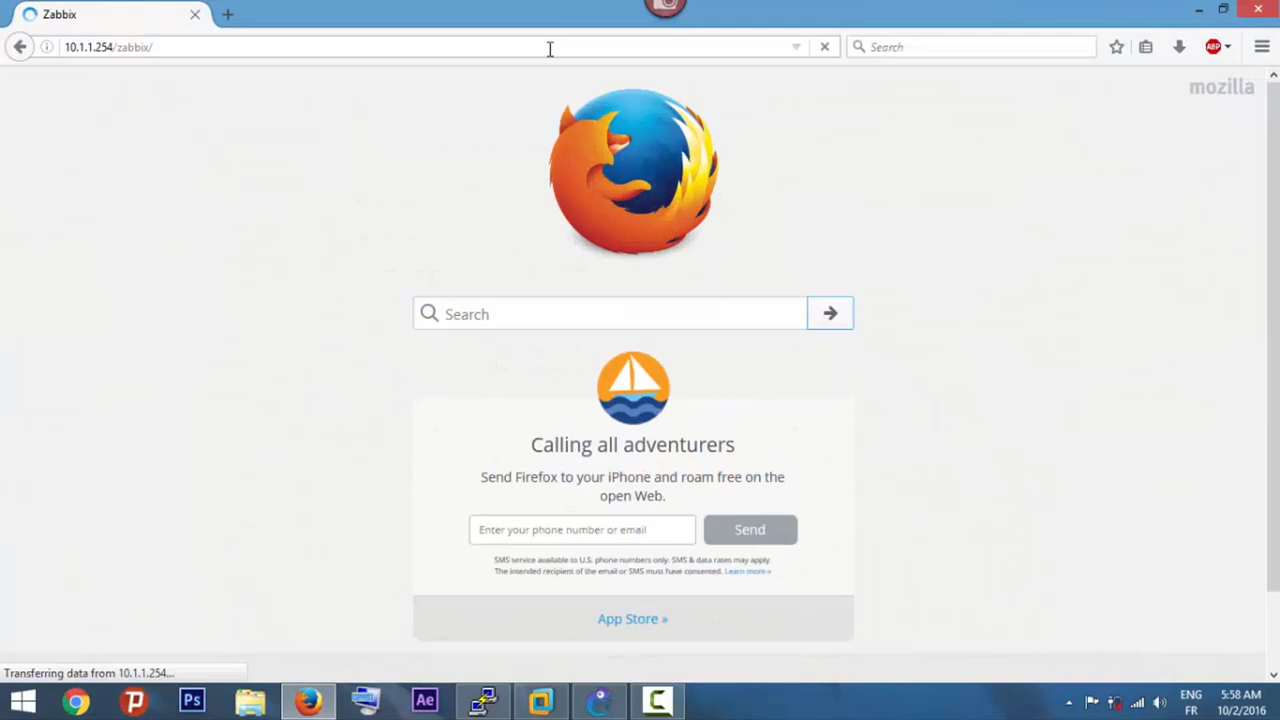 Zabbix
10.1.1.254/zabbix/
Search
ABP
mozilla
Search
Calling all adventurers
Send Firefox to your iPhone and roam free on the
open Web.
Enter your phone number or email
Send
SMS service available to U.S. phone numbers only. SMS & data rates may apply.
The intended recipient of the email or SMS must have consented. Learn more »
App Store »
Transferring data from 10.1.1.254...
Ps
Ae
C
ENG
FR
5:58 AM
10/2/2016